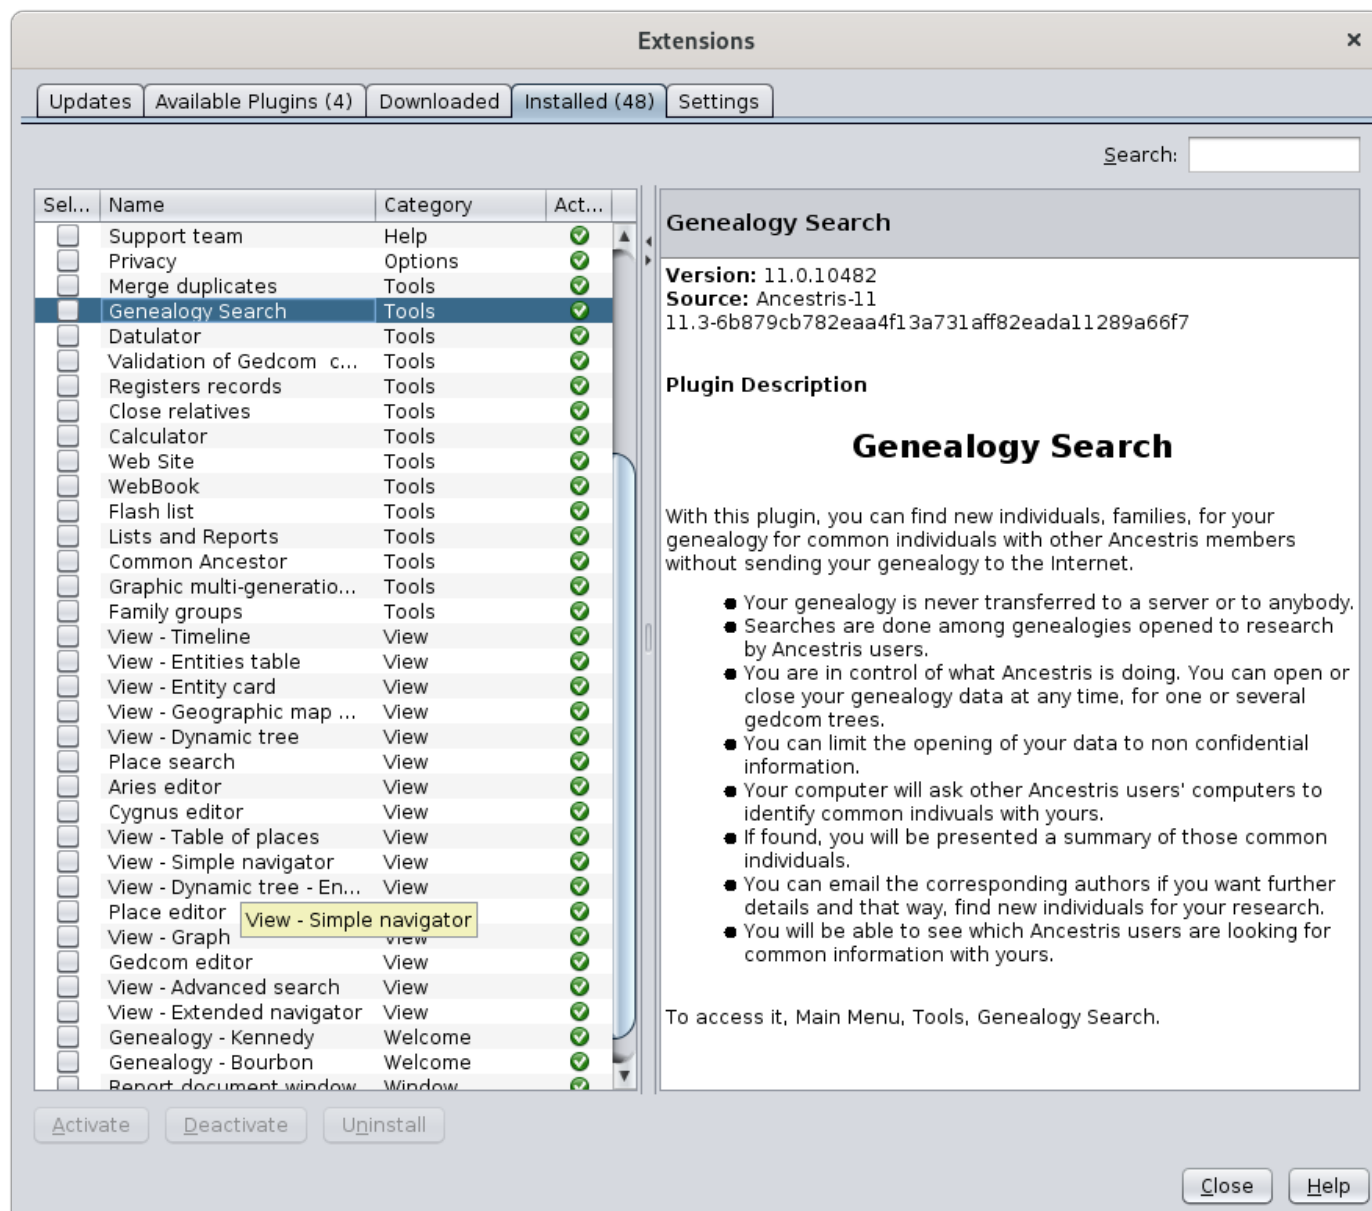 Extensions
Updates Available Plugins (4) Downloaded Installed (48) Settings
Search:
Sel... Name Category Act...
Support team Help
Privacy Options
Merge duplicates Tools
Genealogy Search Tools
Datulator Tools
Validation of Gedcom c... Tools
Registers records Tools
Close relatives Tools
Calculator Tools
Web Site Tools
WebBook Tools
Flash list Tools
Lists and Reports Tools
Common Ancestor Tools
Graphic multi-generatio... Tools
Family groups Tools
View - Timeline View
View - Entities table View
View - Entity card View
View - Geographic map ... View
View - Dynamic tree View
Place search View
Aries editor View
Cygnus editor View
View - Table of places View
View - Simple navigator View
View - Dynamic tree - En... View
Place editor
View - Simple navigator
View - Graph View
Gedcom editor View
View - Advanced search View
View - Extended navigator View
Genealogy - Kennedy Welcome
Genealogy - Bourbon Welcome
Report document window Window
Genealogy Search
Version: 11.0.10482
Source: Ancestris-11
11.3-6b879cb782eaa4f13a731aff82eada11289a66f7
Plugin Description
Genealogy Search
With this plugin, you can find new individuals, families, for your
genealogy for common individuals with other Ancestris members
without sending your genealogy to the Internet.
Your genealogy is never transferred to a server or to anybody.
Searches are done among genealogies opened to research
by Ancestris users.
You are in control of what Ancestris is doing. You can open or
close your genealogy data at any time, for one or several
gedcom trees.
You can limit the opening of your data to non confidential
information.
Your computer will ask other Ancestris users' computers to
identify common indivuals with yours.
If found, you will be presented a summary of those common
individuals.
You can email the corresponding authors if you want further
details and that way, find new individuals for your research.
You will be able to see which Ancestris users are looking for
common information with yours.
To access it, Main Menu, Tools, Genealogy Search.
Activate Deactivate Uninstall
Close Help